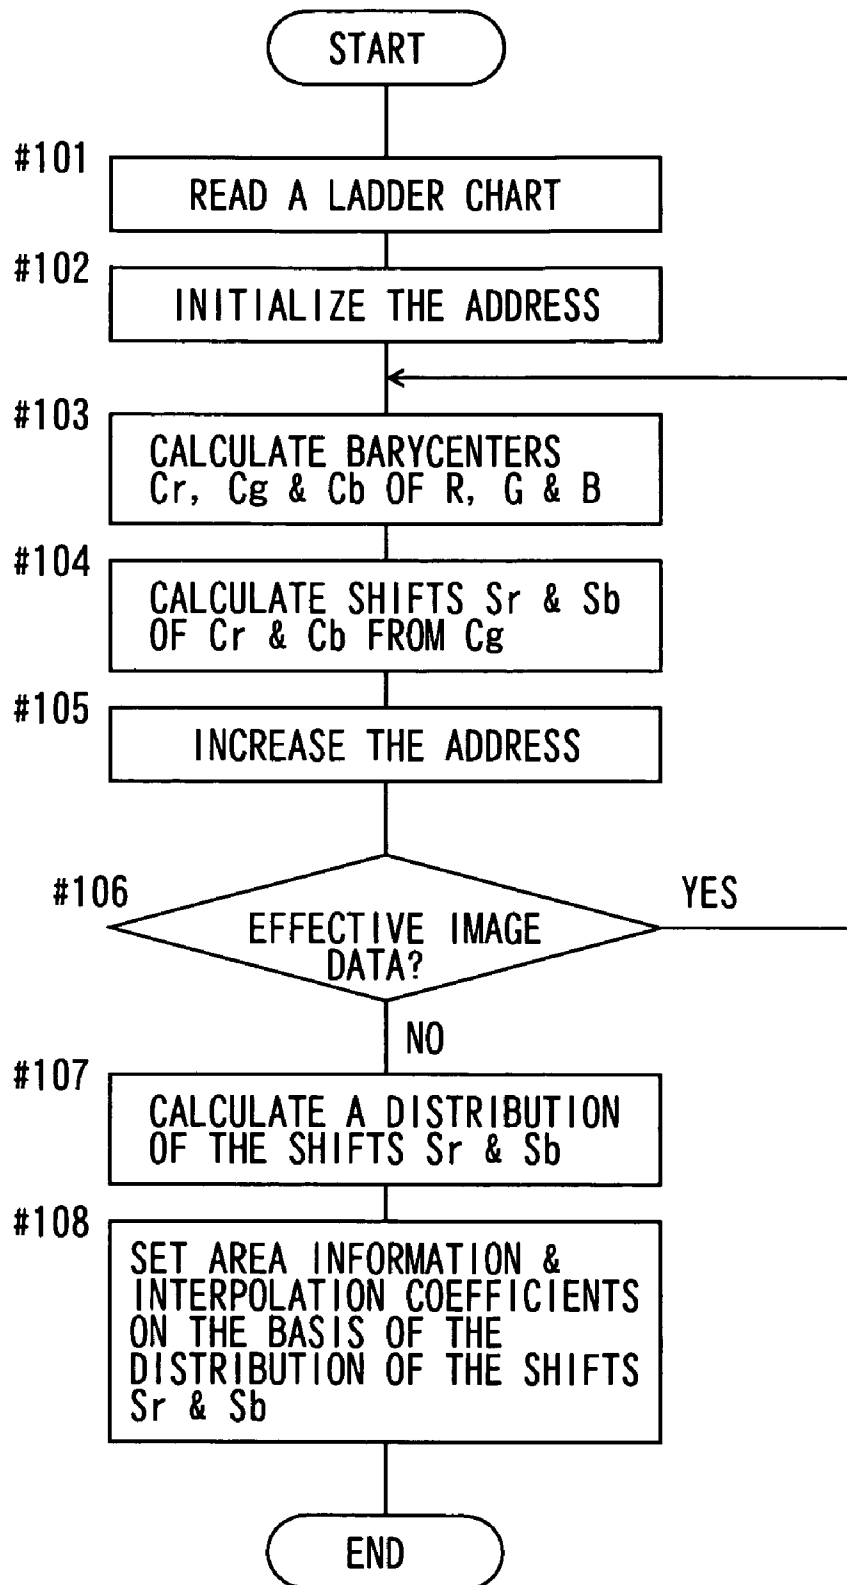 START
#101
READ A LADDER CHART
#102
INITIALIZE THE ADDRESS
#103
CALCULATE BARYCENTERS
Cr, Cg & Cb OF R, G & B
#104
CALCULATE SHIFTS Sr & Sb
OF Cr & Cb FROM Cg
#105
INCREASE THE ADDRESS
#106
EFFECTIVE IMAGE
DATA?
YES
NO
#107
CALCULATE A DISTRIBUTION
OF THE SHIFTS Sr & Sb
#108
SET AREA INFORMATION &
INTERPOLATION COEFFICIENTS
ON THE BASIS OF THE
DISTRIBUTION OF THE SHIFTS
Sr & Sb
END